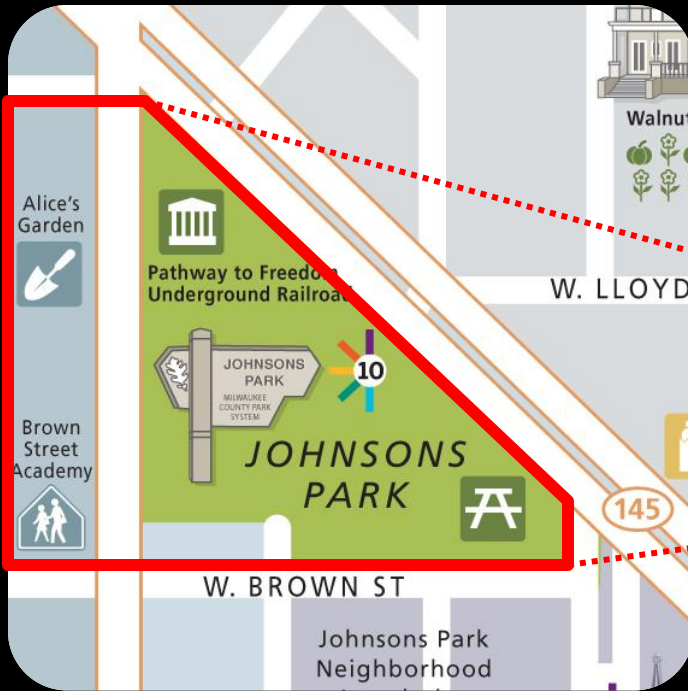 Walnut
Alice's
Garden
Pathway to Freedom
Underground Railroad
W. LLOYD
JOHNSONS
PARK
MILWAUKEE
COUNTY PARK
SYSTEM
10
Brown
Street
Academy
JOHNSONS
PARK
145
W. BROWN ST
Johnsons Park
Neighborhood